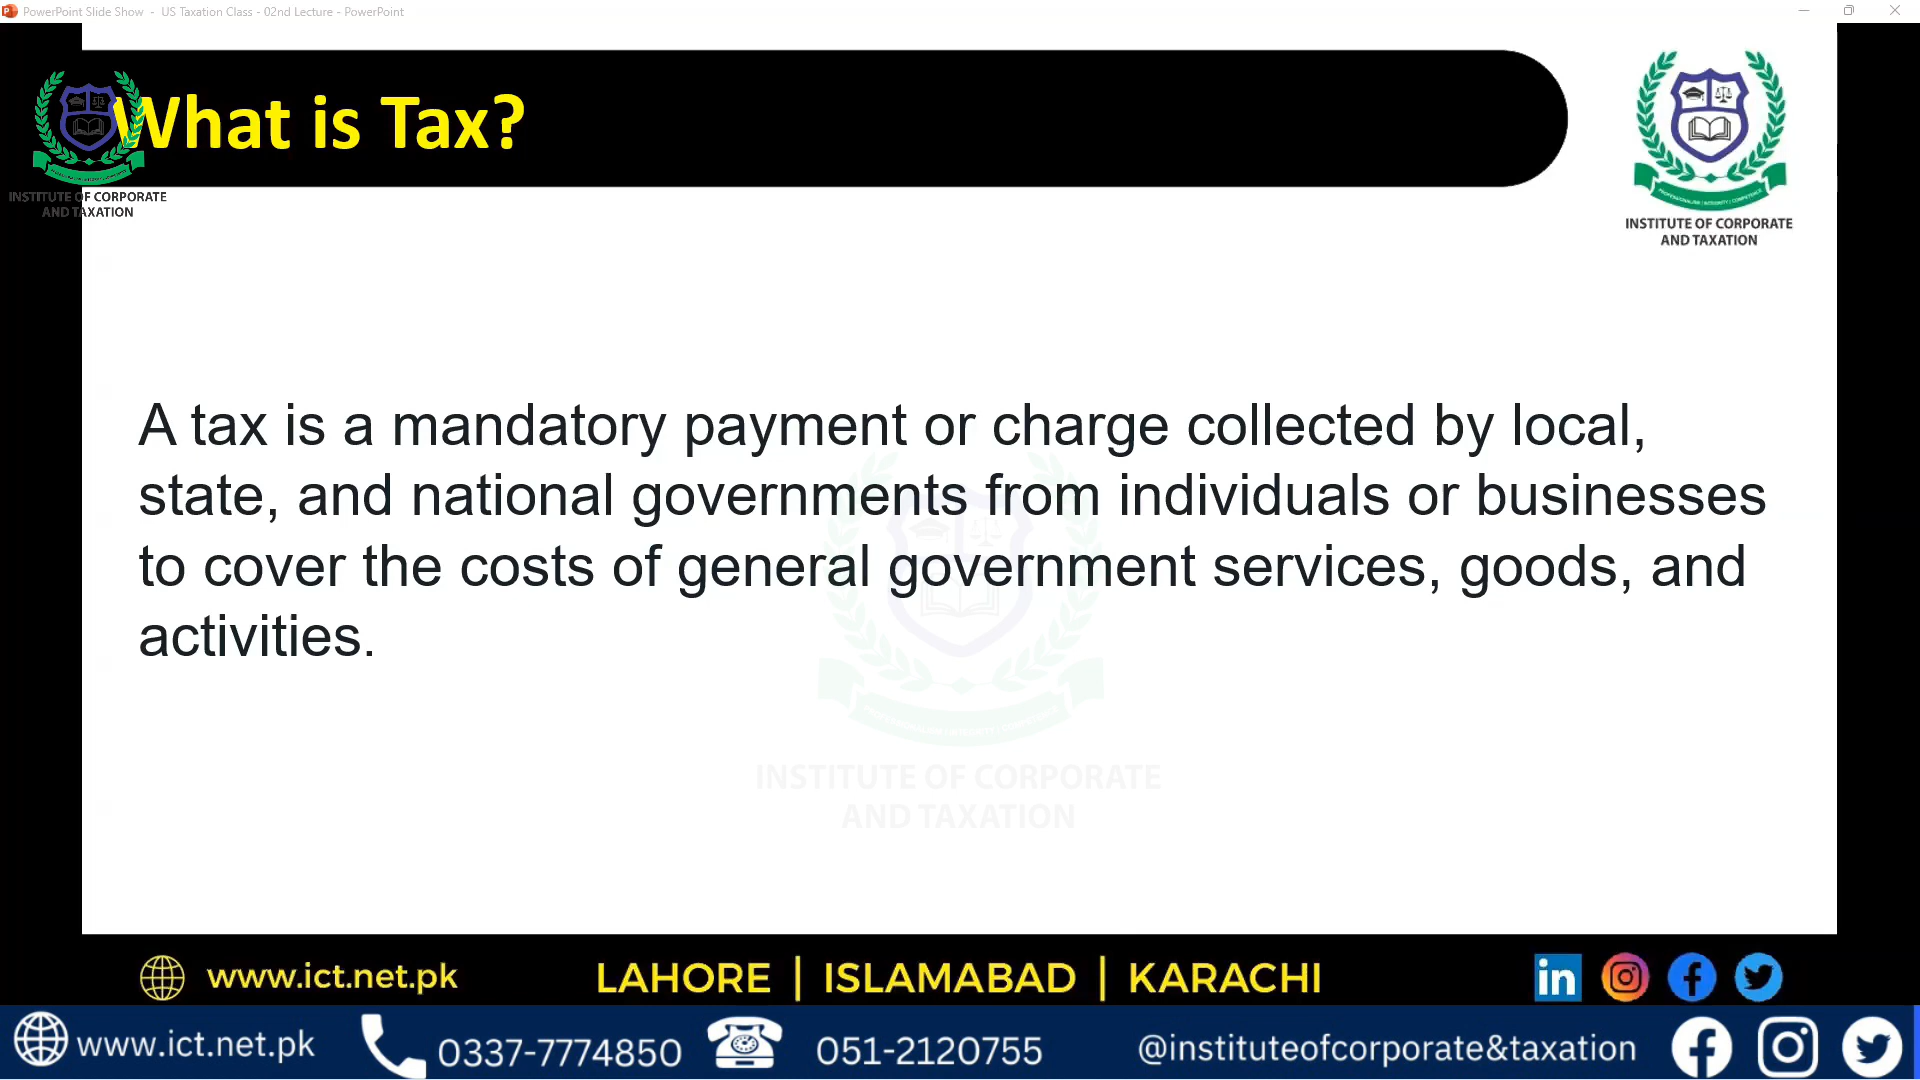 PowerPoint Slide Show - US Taxation Class - 02nd Lecture - PowerPoint
What is Tax?
INSTITUTE OF CORPORATE
AND TAXATION
INSTITUTE OF CORPORATE
AND TAXATION
A tax is a mandatory payment or charge collected by local,
state, and national governments from individuals or businesses
to cover the costs of general government services, goods, and
activities.
INSTITUTE OF CORPORATE
AND TAXATION
www.ict.net.pk LAHORE | ISLAMABAD | KARACHI
www.ict.net.pk 0337-7774850 051-2120755 @instituteofcorporate&taxation